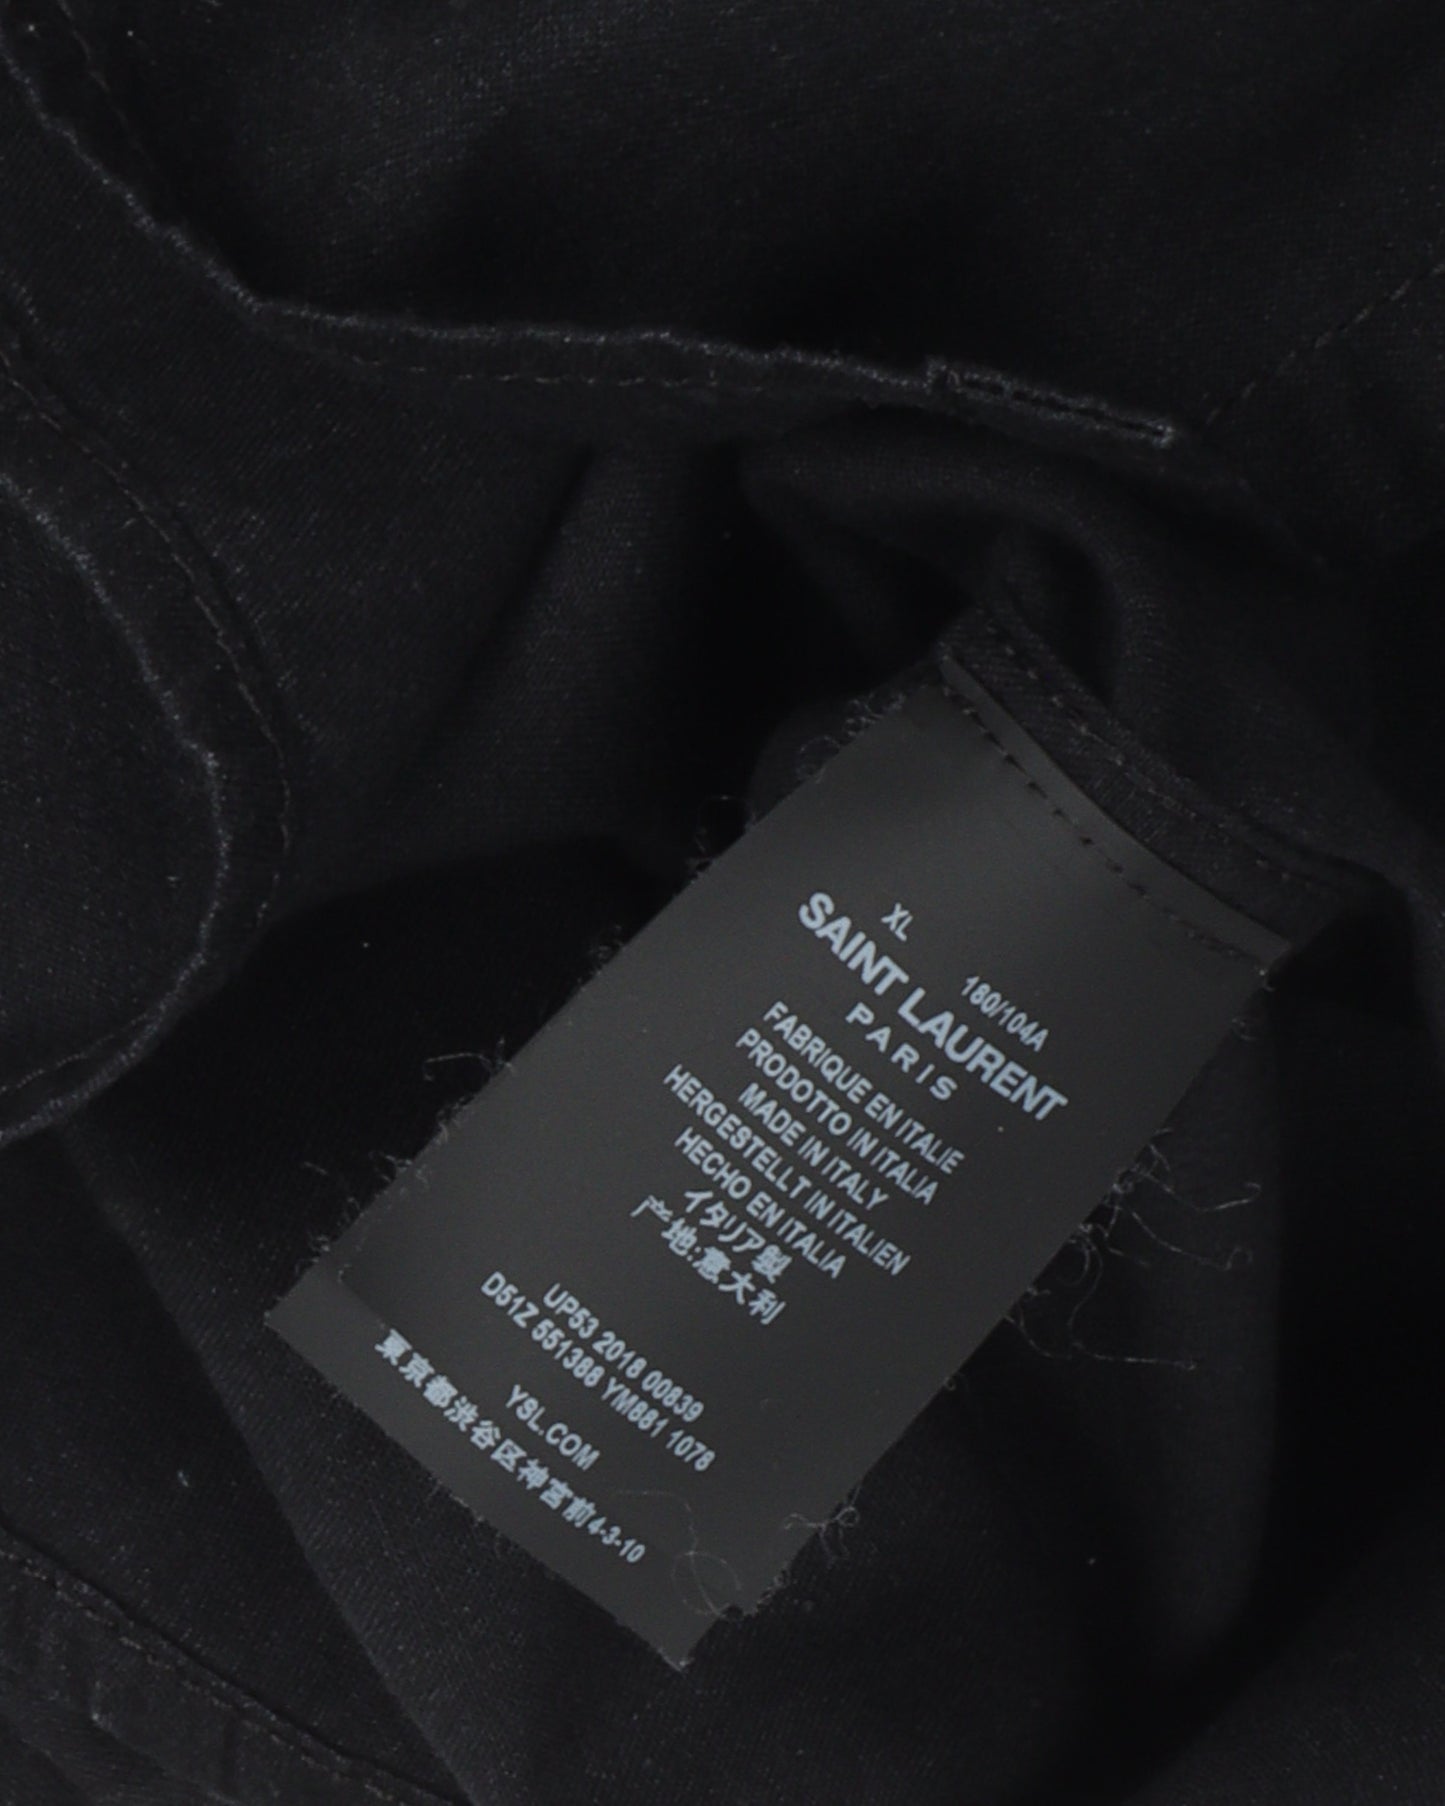 XL 180/104A
SAINT LAURENT
PARIS
FABRIQUE EN ITALIE
PRODOTTO IN ITALIA
MADE IN ITALY
HERGESTELLT IN ITALIEN
HECHO EN ITALIA
イタリア製
产地:意大利
UP53 2018 00839
D51Z 551388 YM881 1078
YSL.COM
東京都渋谷区神宮前4-3-10